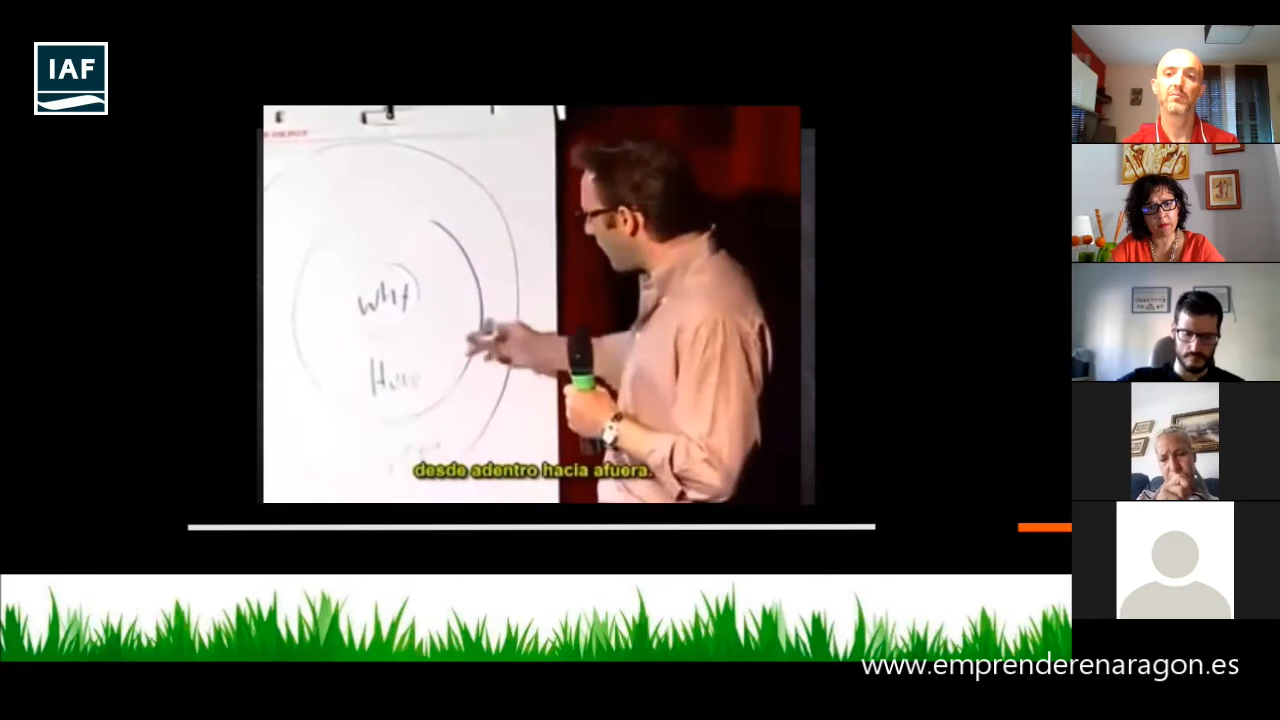 IAF
Why
How
desde adentro hacia afuera.
www.emprenderenaragon.es